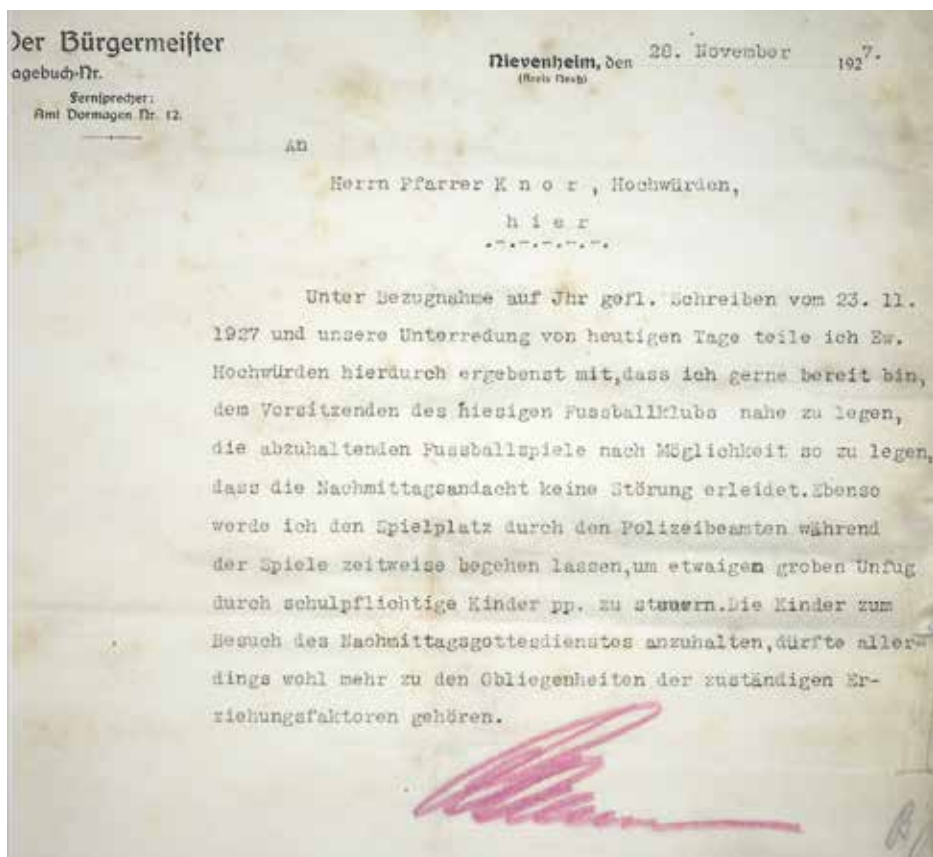 Der Bürgermeister
Tagebuch-Nr.
Fernsprecher:
Amt Dormagen Nr. 12.
Nievenheim, den 28. November 1927.
(Kreis Neuß)
An
Herrn Pfarrer K n o r , Hochwürden,
h i e r
Unter Bezugnahme auf Jhr gefl. Schreiben vom 23. 11.
1927 und unsere Unterredung von heutigen Tage teile ich Ew.
Hochwürden hierdurch ergebenst mit,dass ich gerne bereit bin,
dem Vorsitzenden des hiesigen Fussballklubs nahe zu legen,
die abzuhaltenden Fussballspiele nach Möglichkeit so zu legen,
dass die Nachmittagsandacht keine Störung erleidet.Ebenso
werde ich den Spielplatz durch den Polizeibeamten während
der Spiele zeitweise begehen lassen,um etwaigen groben Unfug
durch schulpflichtige Kinder pp. zu steuern.Die Kinder zum
Besuch des Nachmittagsgottesdienstes anzuhalten,dürfte aller-
dings wohl mehr zu den Obliegenheiten der zuständigen Er-
ziehungsfaktoren gehören.